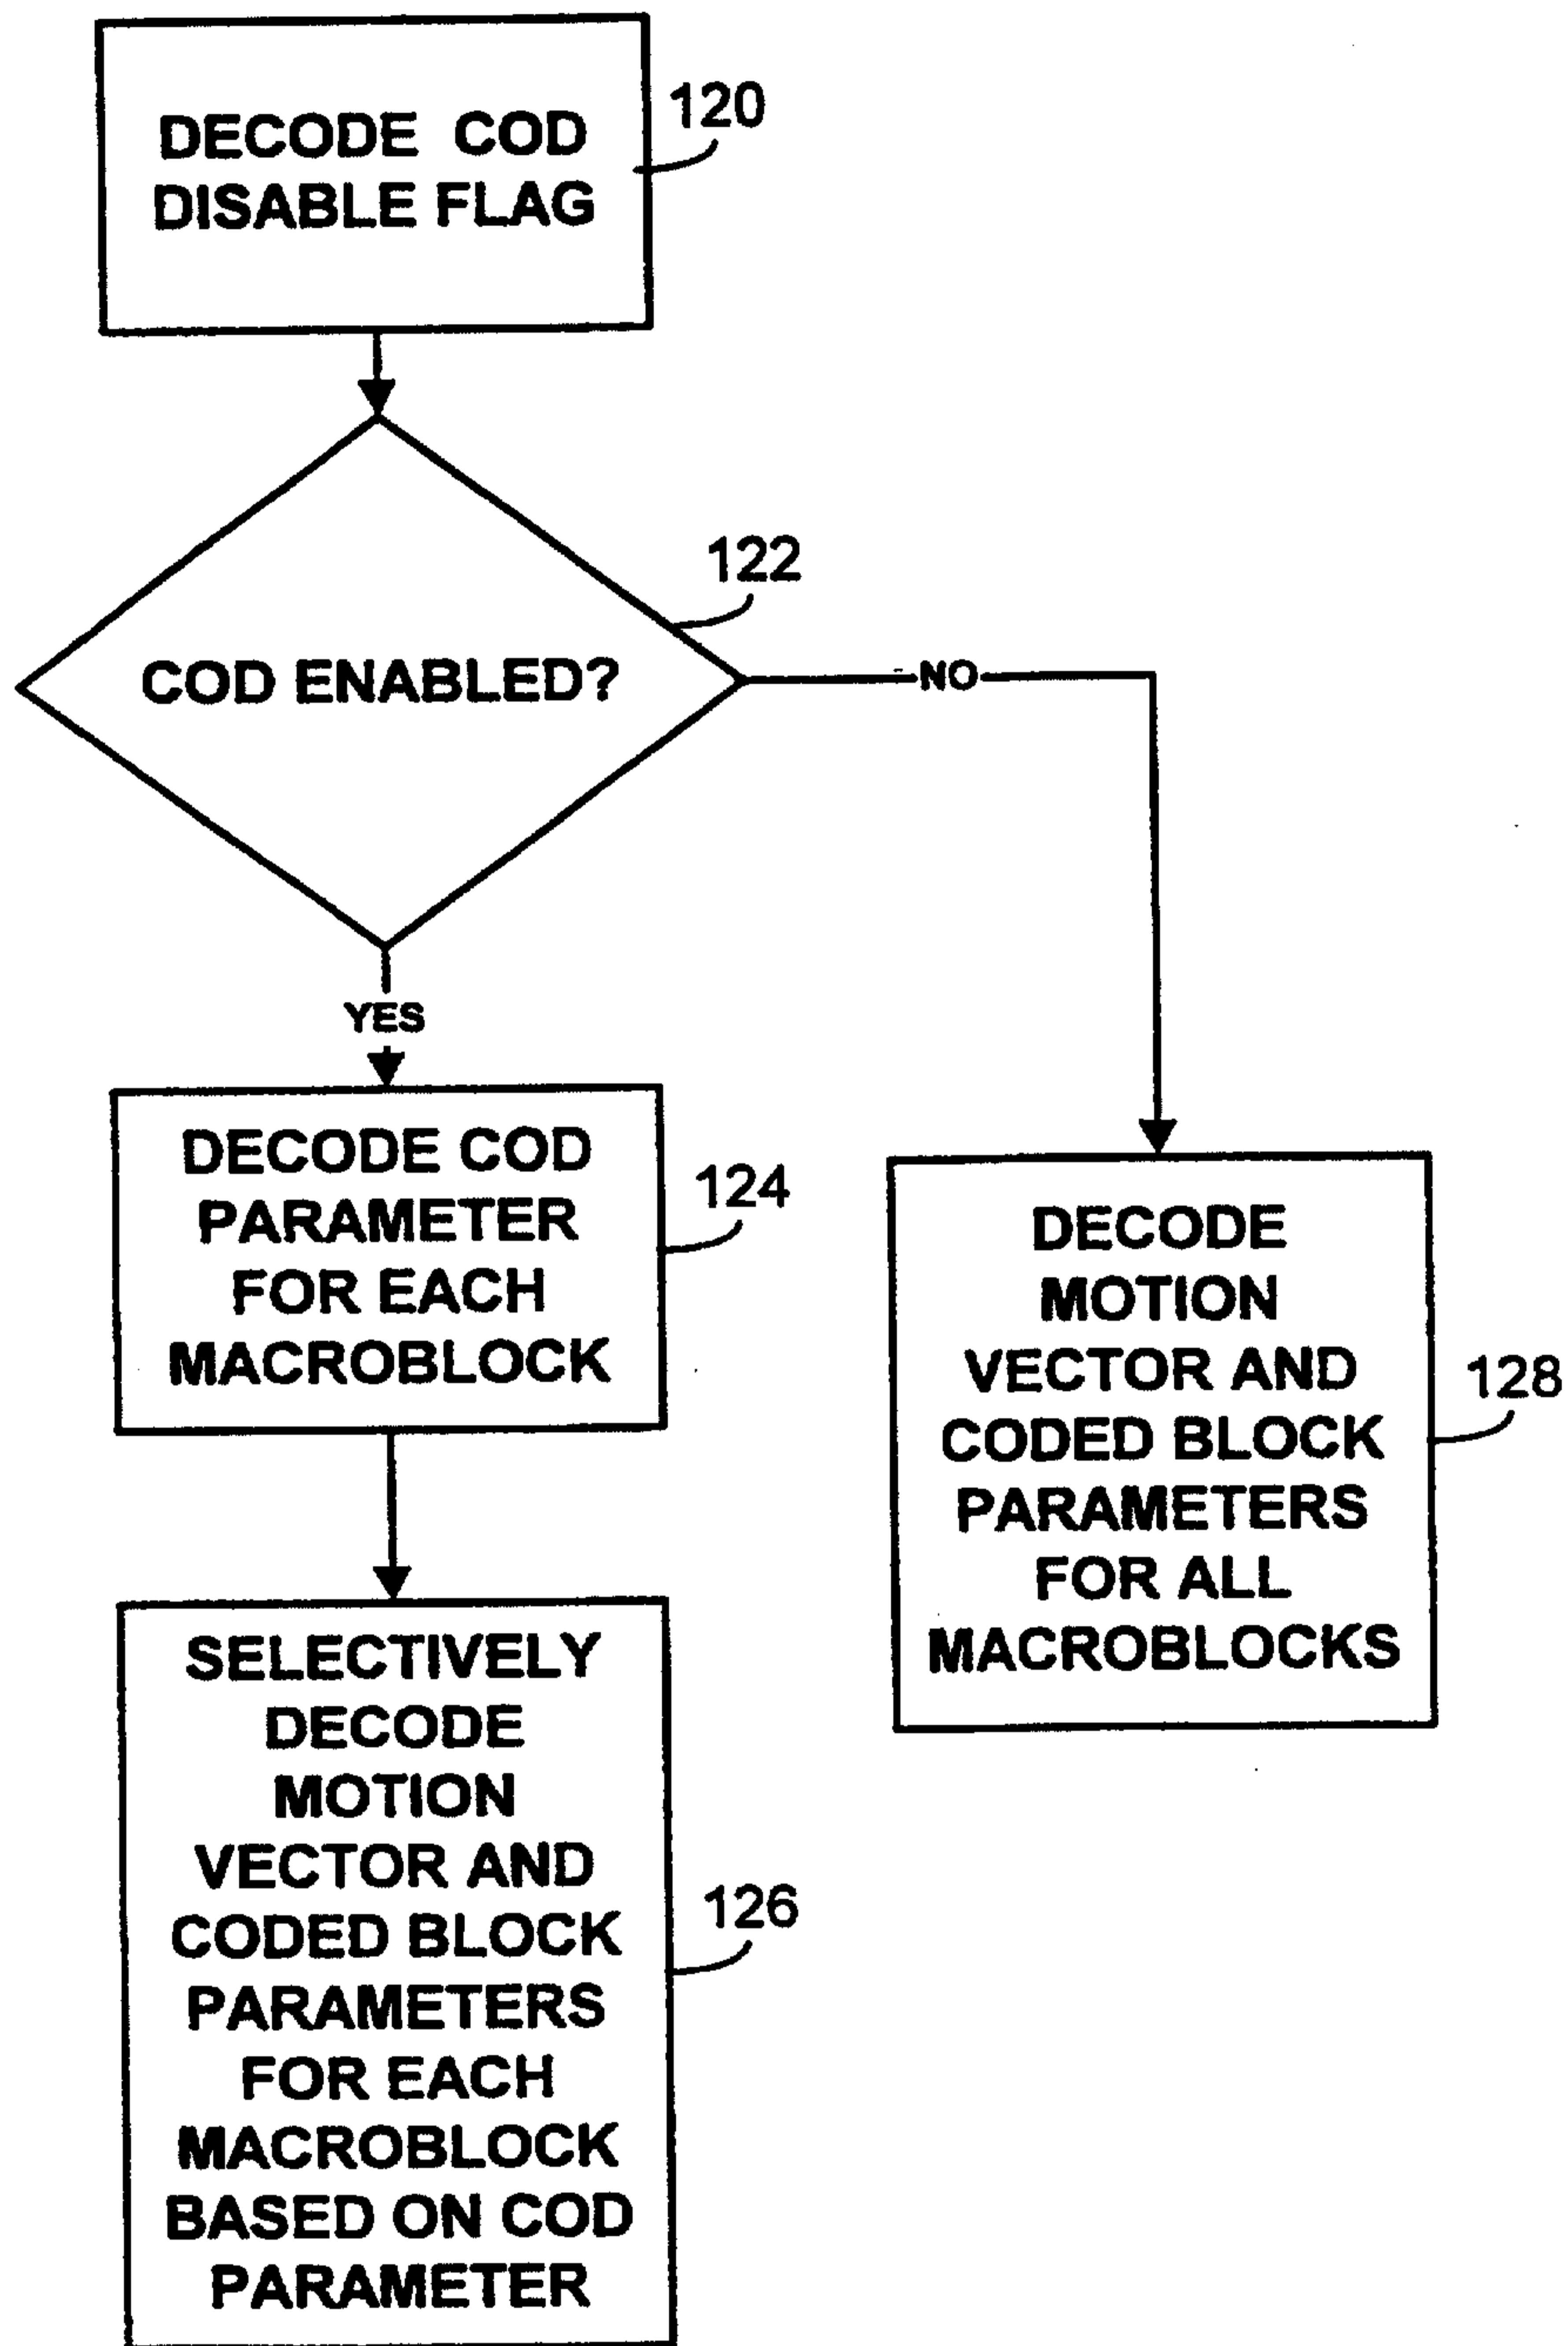 DECODE COD
DISABLE FLAG
120
122
COD ENABLED?
NO
YES
DECODE COD
PARAMETER
FOR EACH
MACROBLOCK
124
DECODE
MOTION
VECTOR AND
CODED BLOCK
PARAMETERS
FOR ALL
MACROBLOCKS
128
SELECTIVELY
DECODE
MOTION
VECTOR AND
CODED BLOCK
PARAMETERS
FOR EACH
MACROBLOCK
BASED ON COD
PARAMETER
126